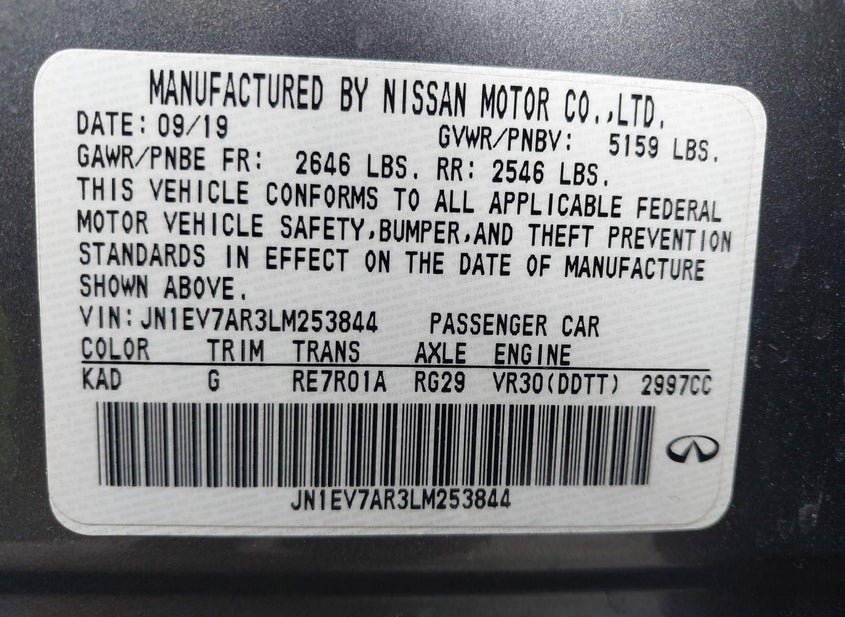 MANUFACTURED BY NISSAN MOTOR CO.,LTD.
DATE: 09/19 GVWR/PNBV: 5159 LBS.
GAWR/PNBE FR: 2646 LBS. RR: 2546 LBS.
THIS VEHICLE CONFORMS TO ALL APPLICABLE FEDERAL
MOTOR VEHICLE SAFETY,BUMPER,AND THEFT PREVENTION
STANDARDS IN EFFECT ON THE DATE OF MANUFACTURE
SHOWN ABOVE.
VIN: JN1EV7AR3LM253844 PASSENGER CAR
COLOR TRIM TRANS AXLE ENGINE
KAD G RE7R01A RG29 VR30(DDTT) 2997CC
JN1EV7AR3LM253844